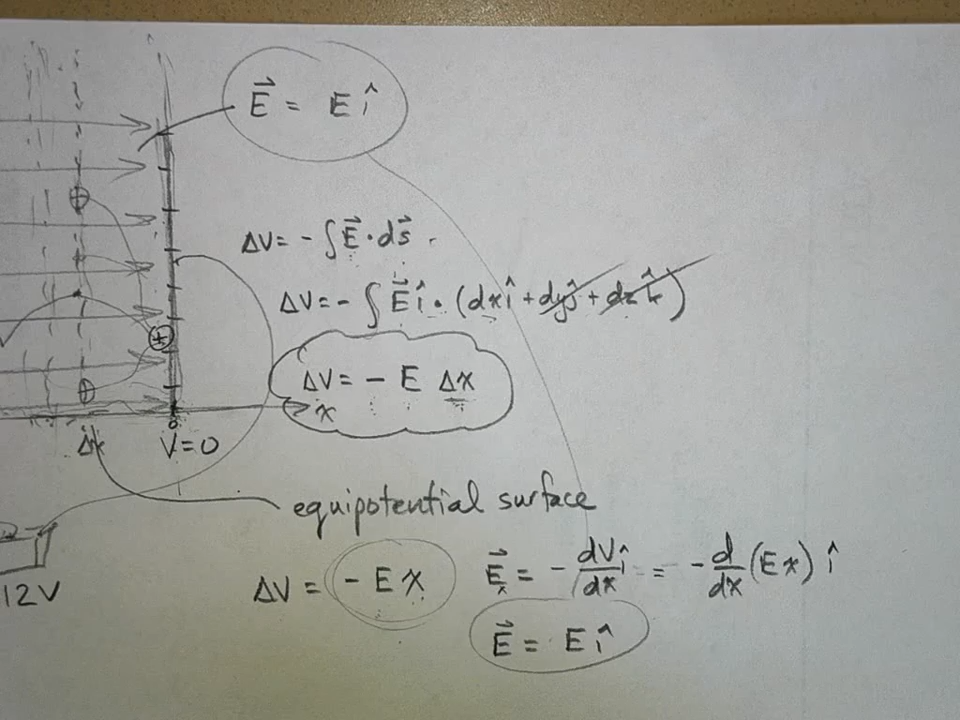 E⃗ = E î
ΔV = - ∫ E⃗ · ds⃗ .
ΔV = - ∫ E⃗ î · (dx î + dy ĵ + dz k̂)
ΔV = - E Δx
x
Δx V = 0
equipotential surface
12V
ΔV = - E x E⃗ₓ = - dV/dx î = - d/dx (E x) î
E⃗ = E î